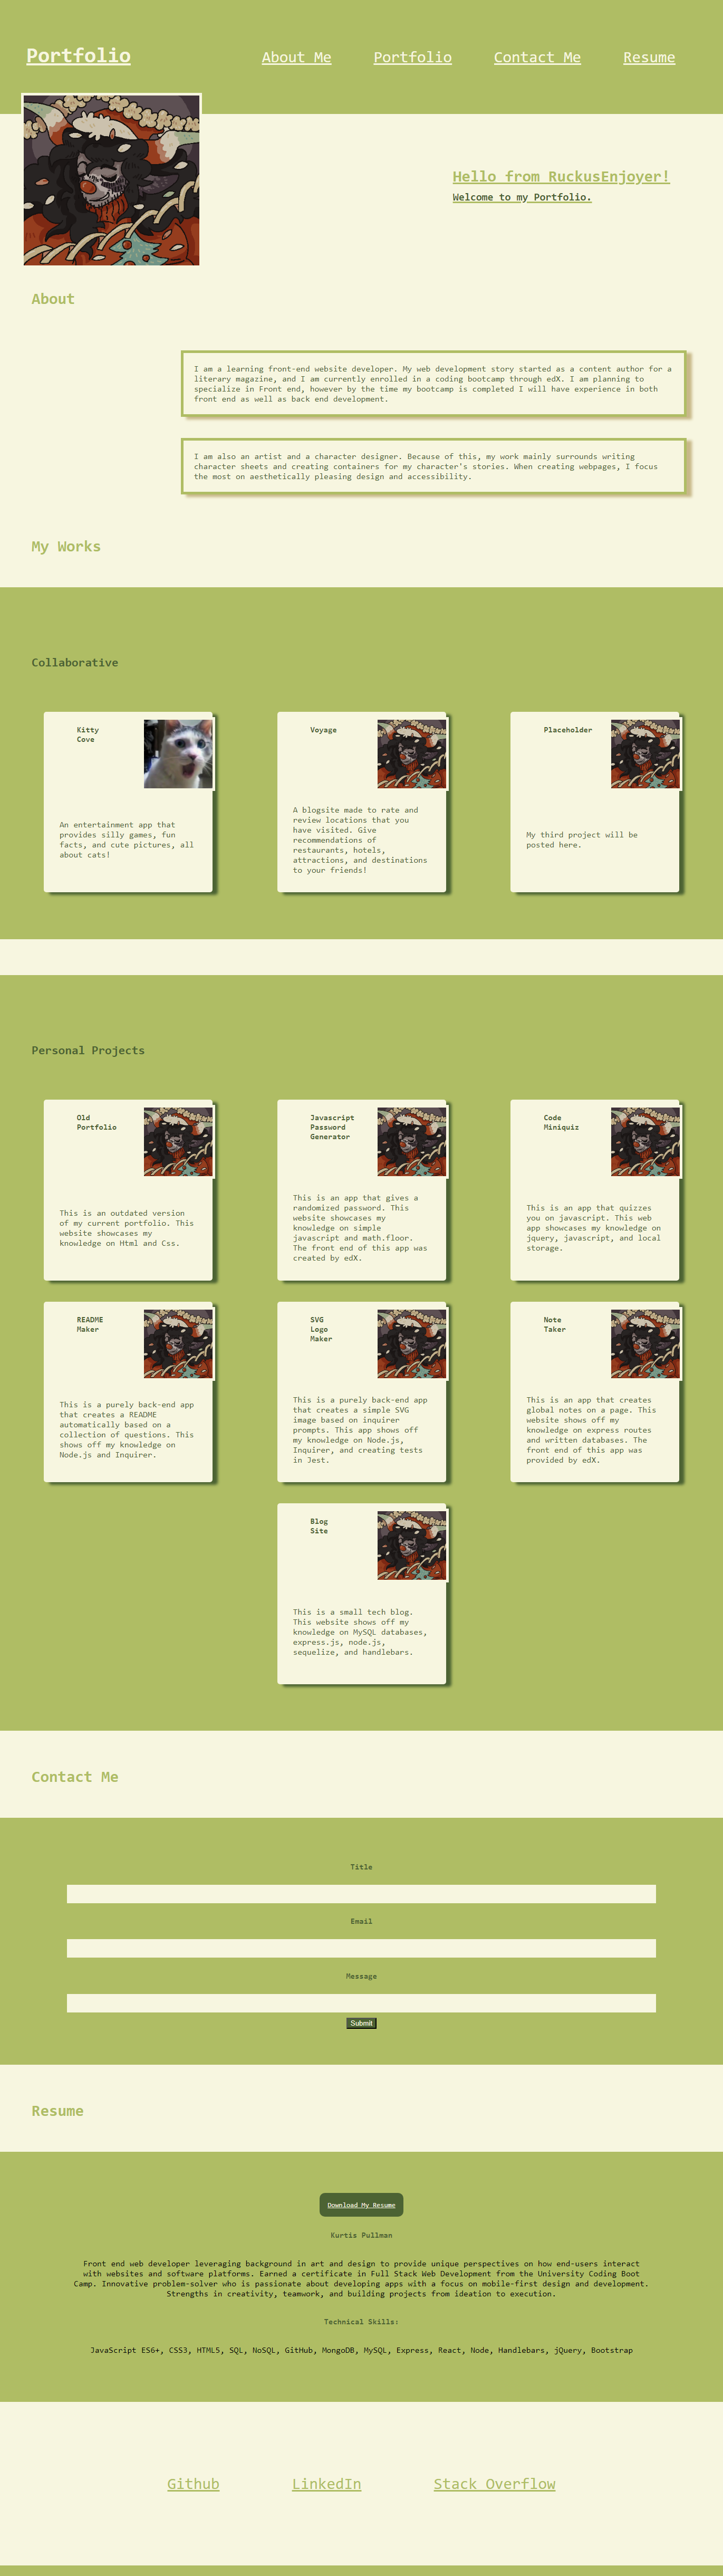 Portfolio
About Me
Portfolio
Contact Me
Resume
Hello from RuckusEnjoyer!
Welcome to my Portfolio.
About
I am a learning front-end website developer. My web development story started as a content author for a
literary magazine, and I am currently enrolled in a coding bootcamp through edX. I am planning to
specialize in Front end, however by the time my bootcamp is completed I will have experience in both
front end as well as back end development.
I am also an artist and a character designer. Because of this, my work mainly surrounds writing
character sheets and creating containers for my character's stories. When creating webpages, I focus
the most on aesthetically pleasing design and accessibility.
My Works
Collaborative
Kitty
Cove
An entertainment app that
provides silly games, fun
facts, and cute pictures, all
about cats!
Voyage
A blogsite made to rate and
review locations that you
have visited. Give
recommendations of
restaurants, hotels,
attractions, and destinations
to your friends!
Placeholder
My third project will be
posted here.
Personal Projects
Old
Portfolio
This is an outdated version
of my current portfolio. This
website showcases my
knowledge on Html and Css.
Javascript
Password
Generator
This is an app that gives a
randomized password. This
website showcases my
knowledge on simple
javascript and math.floor.
The front end of this app was
created by edX.
Code
Miniquiz
This is an app that quizzes
you on javascript. This web
app showcases my knowledge on
jquery, javascript, and local
storage.
README
Maker
This is a purely back-end app
that creates a README
automatically based on a
collection of questions. This
shows off my knowledge on
Node.js and Inquirer.
SVG
Logo
Maker
This is a purely back-end app
that creates a simple SVG
image based on inquirer
prompts. This app shows off
my knowledge on Node.js,
Inquirer, and creating tests
in Jest.
Note
Taker
This is an app that creates
global notes on a page. This
website shows off my
knowledge on express routes
and written databases. The
front end of this app was
provided by edX.
Blog
Site
This is a small tech blog.
This website shows off my
knowledge on MySQL databases,
express.js, node.js,
sequelize, and handlebars.
Contact Me
Title
Email
Message
Submit
Resume
Download My Resume
Kurtis Pullman
Front end web developer leveraging background in art and design to provide unique perspectives on how end-users interact
with websites and software platforms. Earned a certificate in Full Stack Web Development from the University Coding Boot
Camp. Innovative problem-solver who is passionate about developing apps with a focus on mobile-first design and development.
Strengths in creativity, teamwork, and building projects from ideation to execution.
Technical Skills:
JavaScript ES6+, CSS3, HTML5, SQL, NoSQL, GitHub, MongoDB, MySQL, Express, React, Node, Handlebars, jQuery, Bootstrap
Github
LinkedIn
Stack Overflow